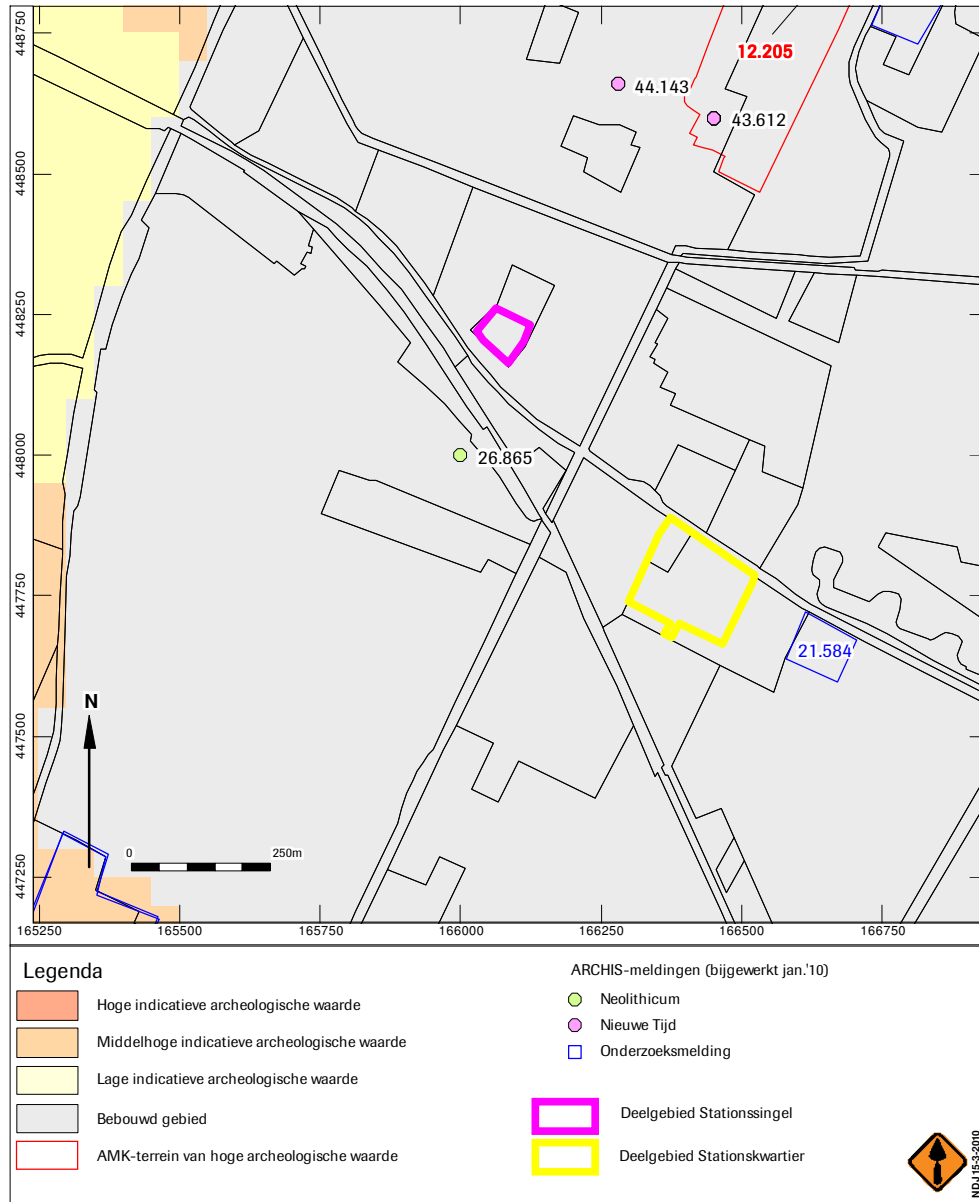 448750
448500
448250
448000
447750
447500
447250
12.205
44.143
43.612
26.865
21.584
N
0 250m
165250 165500 165750 166000 166250 166500 166750
Legenda
Hoge indicatieve archeologische waarde
Middelhoge indicatieve archeologische waarde
Lage indicatieve archeologische waarde
Bebouwd gebied
AMK-terrein van hoge archeologische waarde
ARCHIS-meldingen (bijgewerkt jan.'10)
Neolithicum
Nieuwe Tijd
Onderzoeksmelding
Deelgebied Stationssingel
Deelgebied Stationskwartier
NDJ115-3-2010